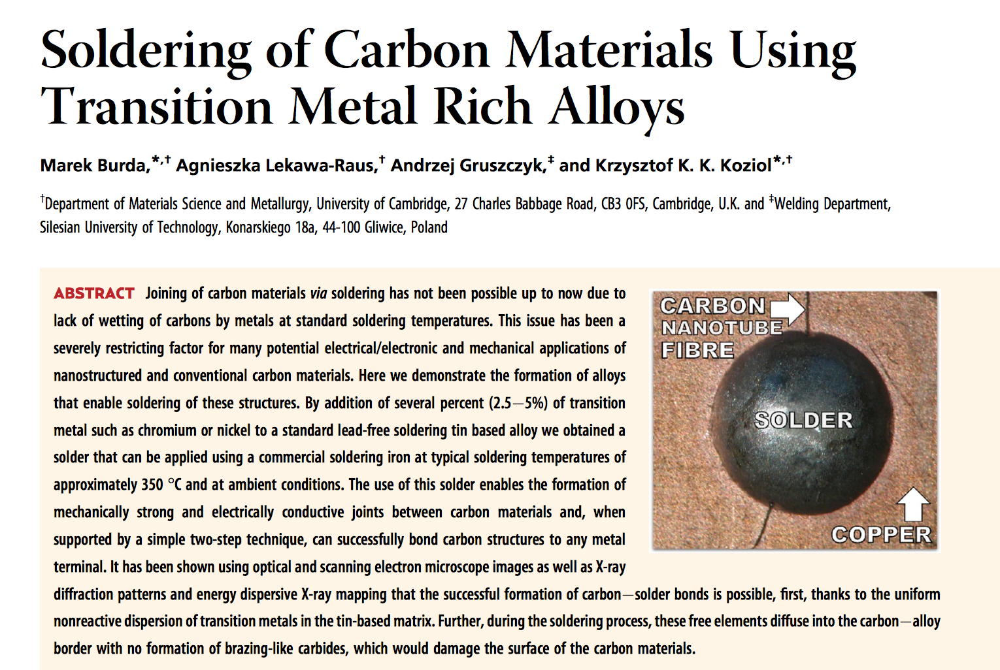 Soldering of Carbon Materials Using
Transition Metal Rich Alloys
Marek Burda,*,† Agnieszka Lekawa-Raus,† Andrzej Gruszczyk,‡ and Krzysztof K. K. Koziol*,†
†Department of Materials Science and Metallurgy, University of Cambridge, 27 Charles Babbage Road, CB3 0FS, Cambridge, U.K. and ‡Welding Department,
Silesian University of Technology, Konarskiego 18a, 44-100 Gliwice, Poland
ABSTRACT Joining of carbon materials via soldering has not been possible up to now due to
lack of wetting of carbons by metals at standard soldering temperatures. This issue has been a
severely restricting factor for many potential electrical/electronic and mechanical applications of
nanostructured and conventional carbon materials. Here we demonstrate the formation of alloys
that enable soldering of these structures. By addition of several percent (2.5—5%) of transition
metal such as chromium or nickel to a standard lead-free soldering tin based alloy we obtained a
solder that can be applied using a commercial soldering iron at typical soldering temperatures of
approximately 350 °C and at ambient conditions. The use of this solder enables the formation of
mechanically strong and electrically conductive joints between carbon materials and, when
supported by a simple two-step technique, can successfully bond carbon structures to any metal
terminal. It has been shown using optical and scanning electron microscope images as well as X-ray
diffraction patterns and energy dispersive X-ray mapping that the successful formation of carbon—solder bonds is possible, first, thanks to the uniform
nonreactive dispersion of transition metals in the tin-based matrix. Further, during the soldering process, these free elements diffuse into the carbon—alloy
border with no formation of brazing-like carbides, which would damage the surface of the carbon materials.
CARBON
NANOTUBE
FIBRE
SOLDER
COPPER